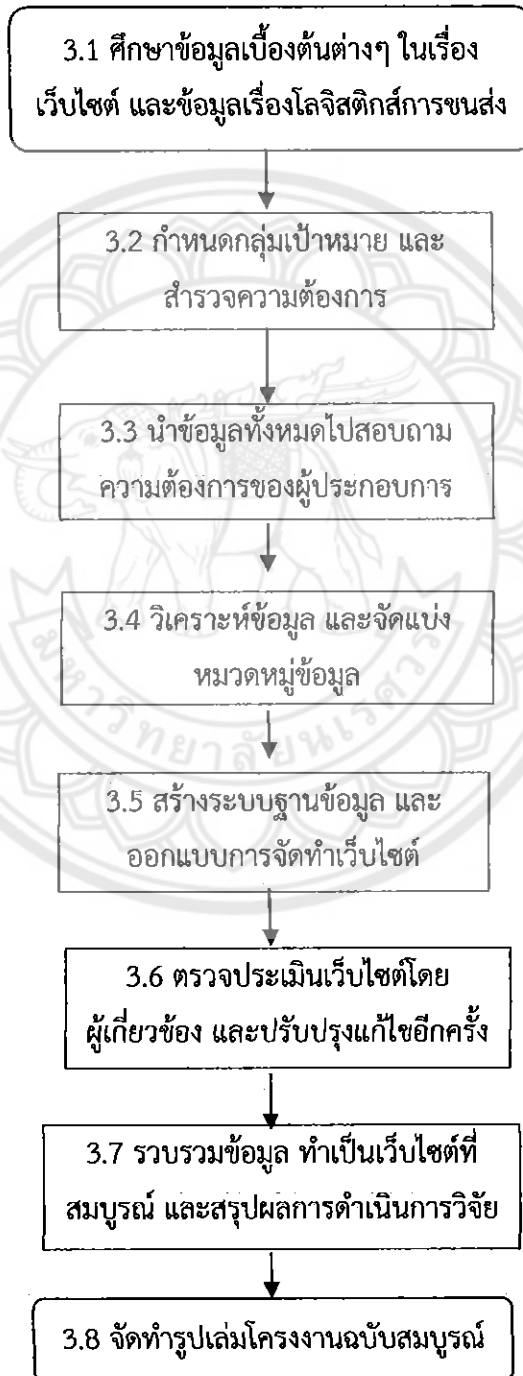 3.1 ศึกษาข้อมูลเบื้องต้นต่างๆ ในเรื่อง
เว็บไซต์ และข้อมูลเรื่องโลจิสติกส์การขนส่ง
3.2 กำหนดกลุ่มเป้าหมาย และ
สำรวจความต้องการ
3.3 นำข้อมูลทั้งหมดไปสอบถาม
ความต้องการของผู้ประกอบการ
3.4 วิเคราะห์ข้อมูล และจัดแบ่ง
หมวดหมู่ข้อมูล
มหาวิทยาลัยนเรศวร
3.5 สร้างระบบฐานข้อมูล และ
ออกแบบการจัดทำเว็บไซต์
3.6 ตรวจประเมินเว็บไซต์โดย
ผู้เกี่ยวข้อง และปรับปรุงแก้ไขอีกครั้ง
3.7 รวบรวมข้อมูล ทำเป็นเว็บไซต์ที่
สมบูรณ์ และสรุปผลการดำเนินการวิจัย
3.8 จัดทำรูปเล่มโครงงานฉบับสมบูรณ์